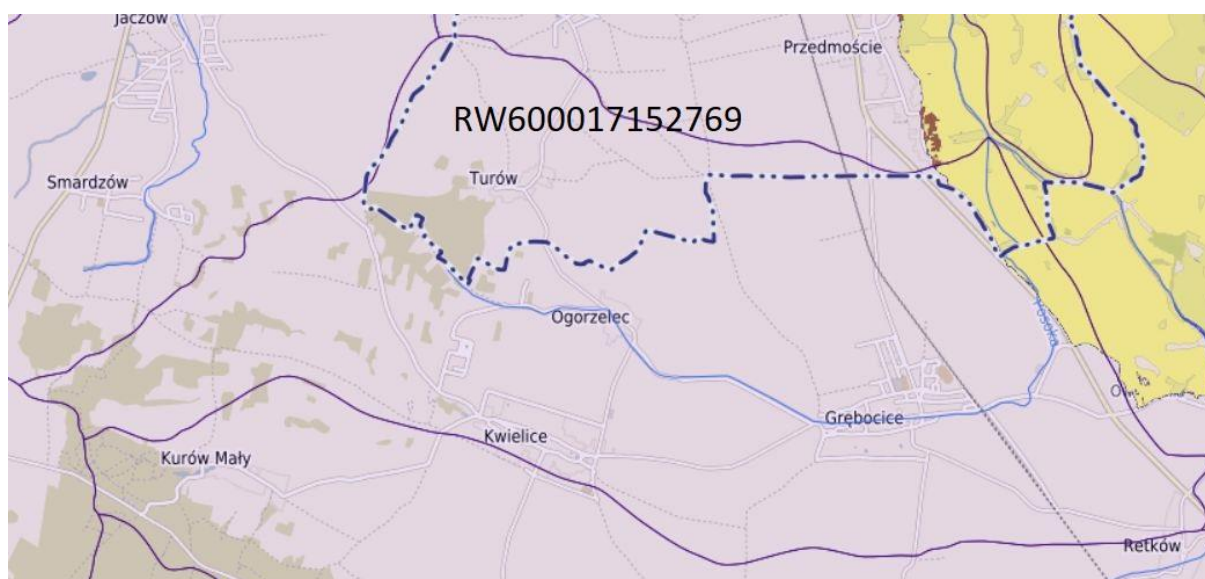 Jaczów
Przedmoście
RW600017152769
Smardzów
Turów
Ogorzelec
Grębocice
Kwielice
Kurów Mały
Retków